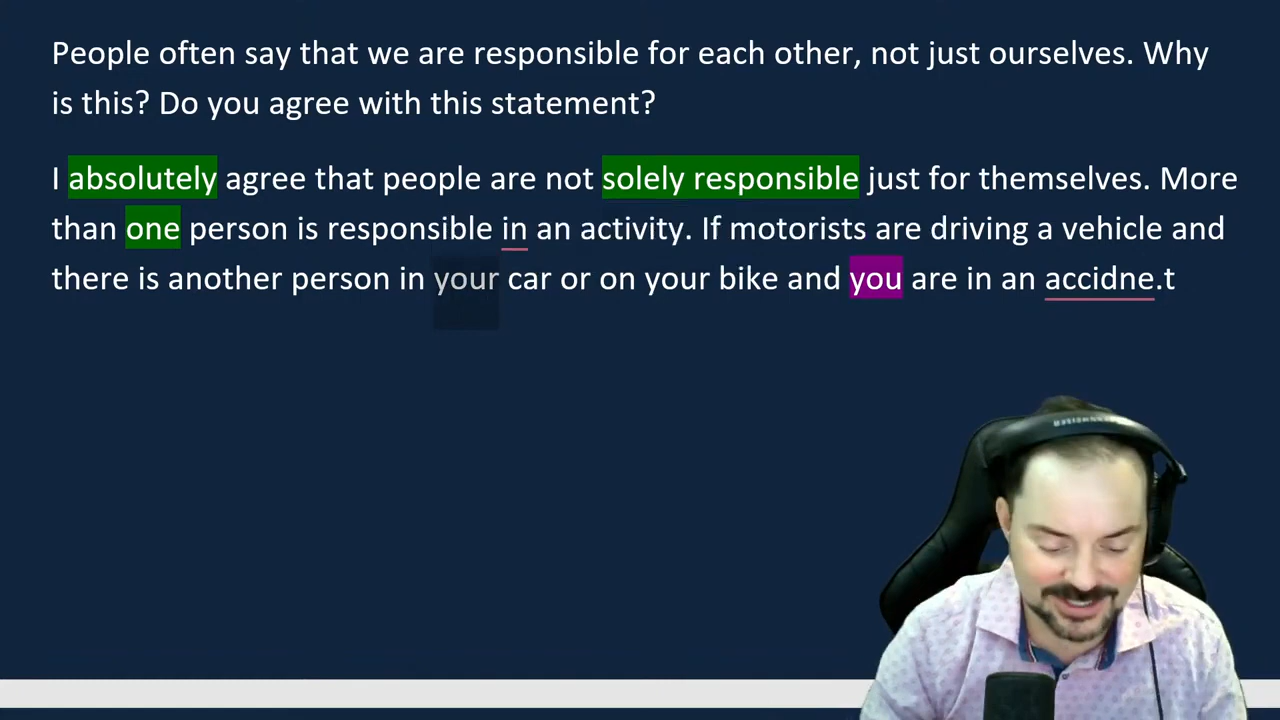 People often say that we are responsible for each other, not just ourselves. Why
is this? Do you agree with this statement?
I absolutely agree that people are not solely responsible just for themselves. More
than one person is responsible in an activity. If motorists are driving a vehicle and
there is another person in your car or on your bike and you are in an accidne.t